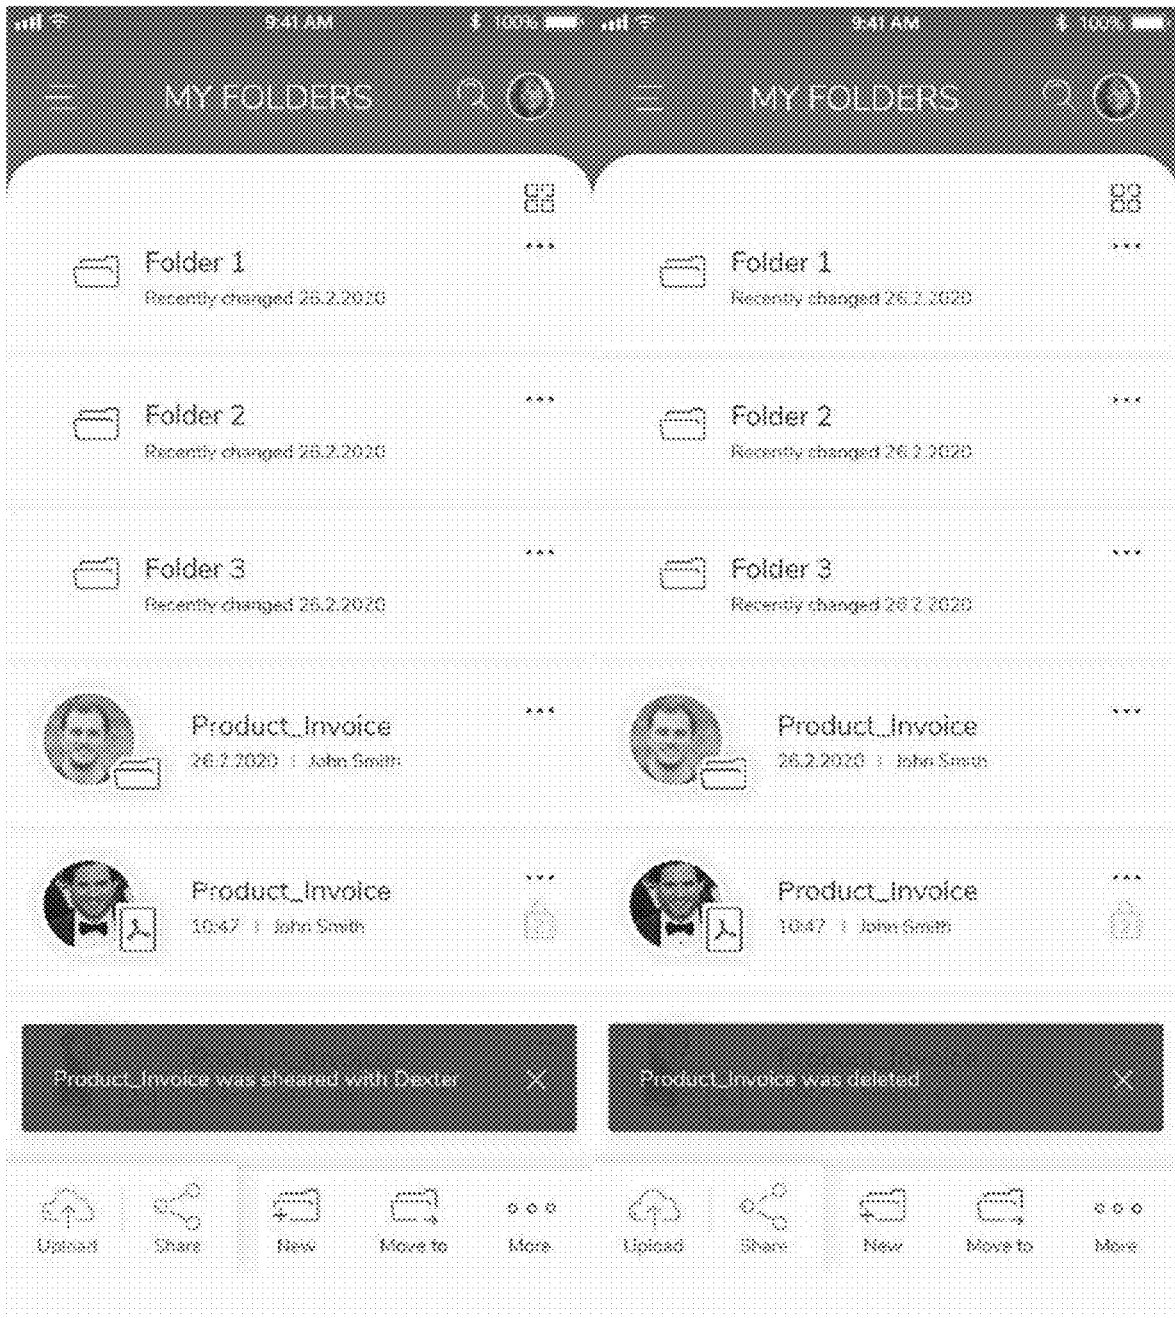 9:41 AM 100%
MY FOLDERS
Folder 1
Recently changed 26.2.2020
Folder 2
Recently changed 26.2.2020
Folder 3
Recently changed 26.2.2020
Product_Invoice
26.2.2020 | John Smith
Product_Invoice
10:47 | John Smith
Product_Invoice was sheared with Dexter
Upload Share New Move to More
9:41 AM 100%
MY FOLDERS
Folder 1
Recently changed 26.2.2020
Folder 2
Recently changed 26.2.2020
Folder 3
Recently changed 26.2.2020
Product_Invoice
26.2.2020 | John Smith
Product_Invoice
10:47 | John Smith
Product_Invoice was deleted
Upload Share New Move to More